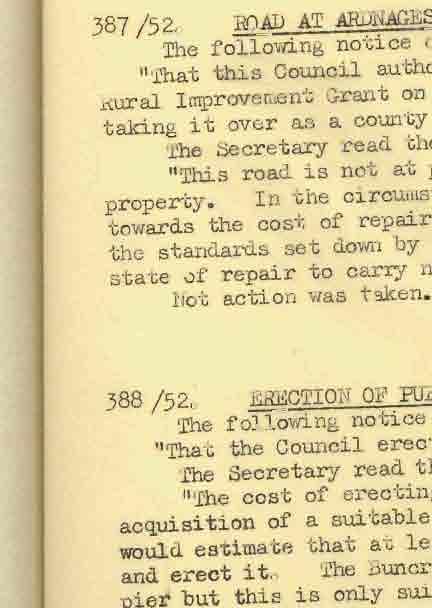 387/52. ROAD AT ARDNAGES
The following notice
"That this Council autho
Rural Improvement Grant on
taking it over as a county
The Secretary read the
"This road is not at p
property. In the circums
towards the cost of repair
the standards set down by
state of repair to carry n
Not action was taken.
388/52. ERECTION OF PUB
The following notice
"That the Council erec
The Secretary read th
"The cost of erecting
acquisition of a suitable
would estimate that at le
and erect it. The Buncr
pier but this is only sui